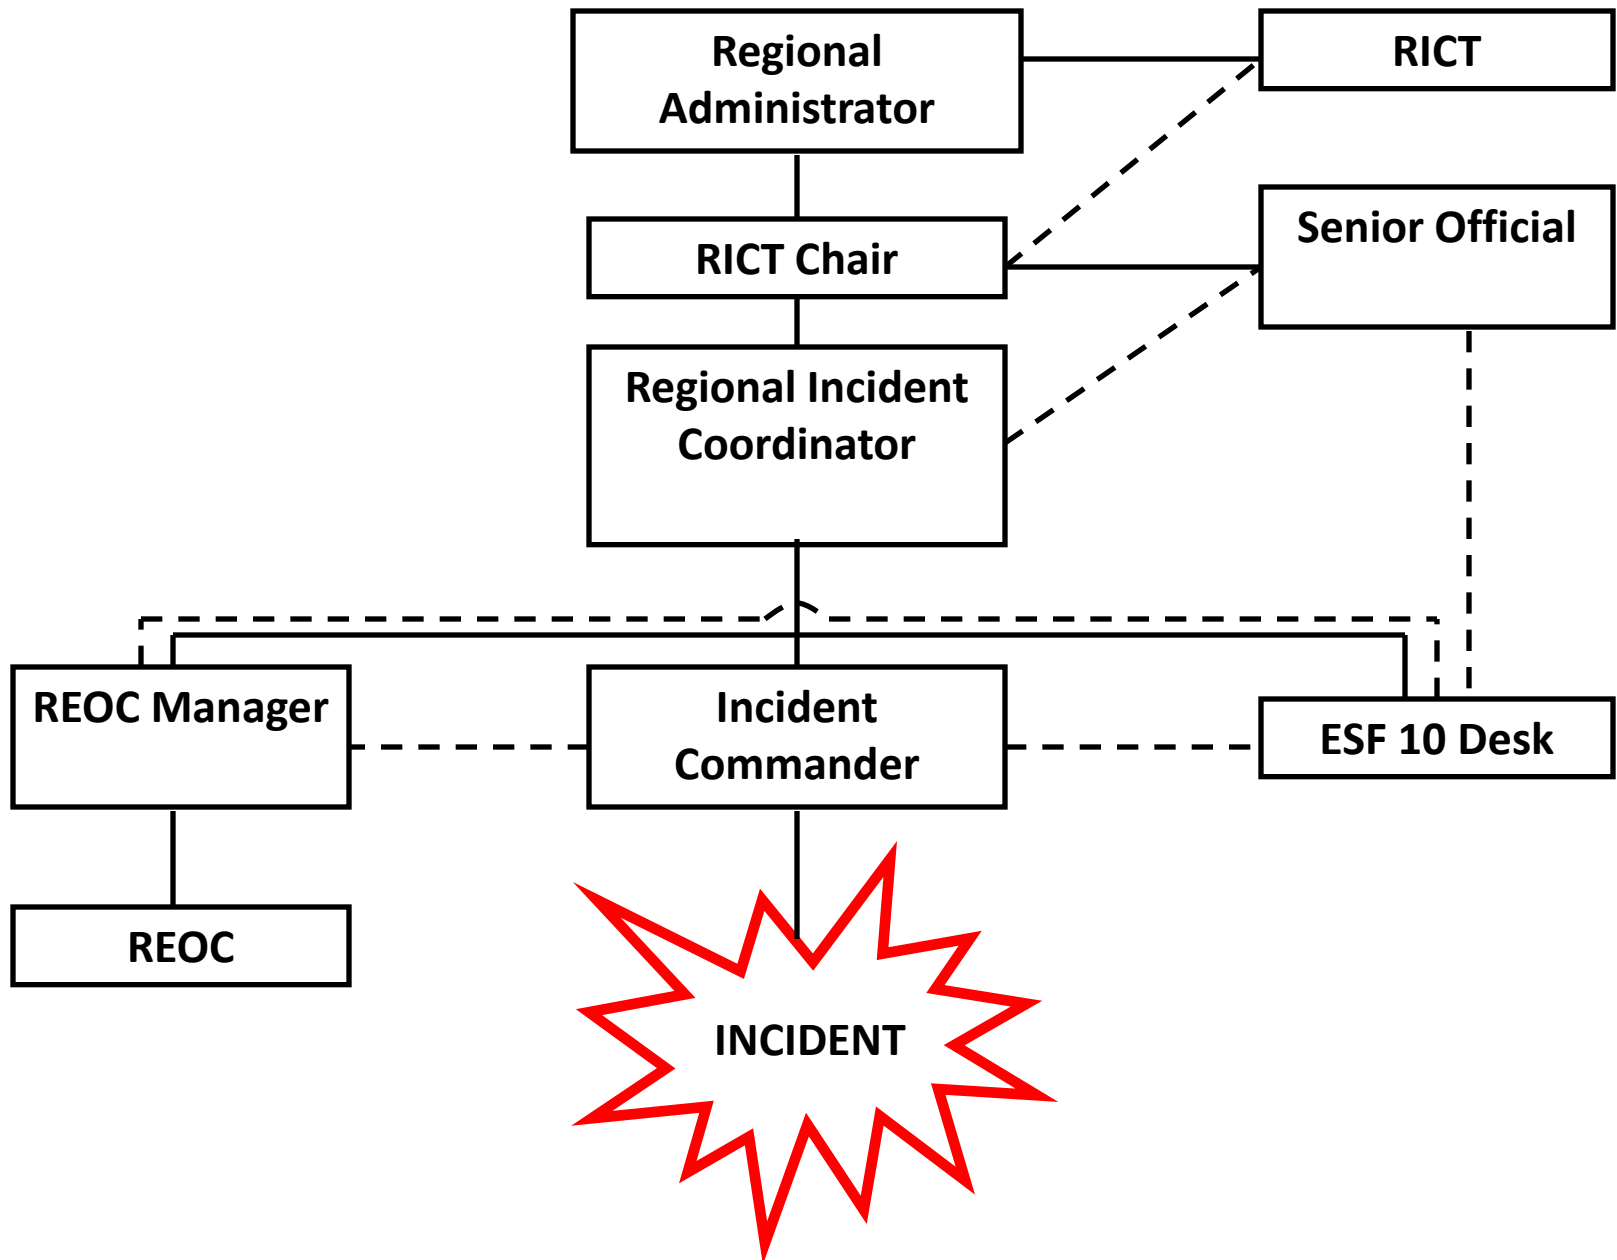 Regional
Administrator
RICT
RICT Chair
Senior Official
Regional Incident
Coordinator
REOC Manager
Incident
Commander
ESF 10 Desk
REOC
INCIDENT